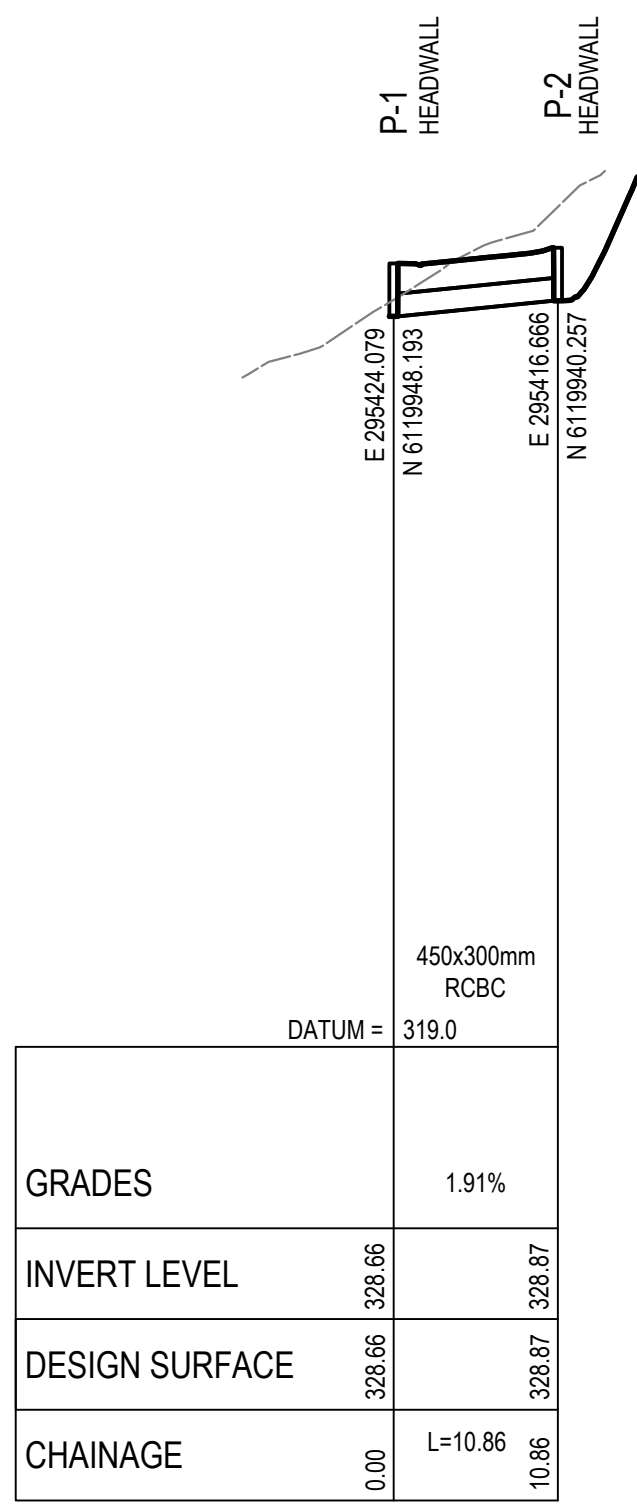 P-1
HEADWALL
P-2
HEADWALL
E 295424.079
N 6119948.193
E 295416.666
N 6119940.257
450x300mm
RCBC
DATUM = 319.0
GRADES 1.91%
INVERT LEVEL 328.66 328.87
DESIGN SURFACE 328.66 328.87
CHAINAGE 0.00 L=10.86 10.86